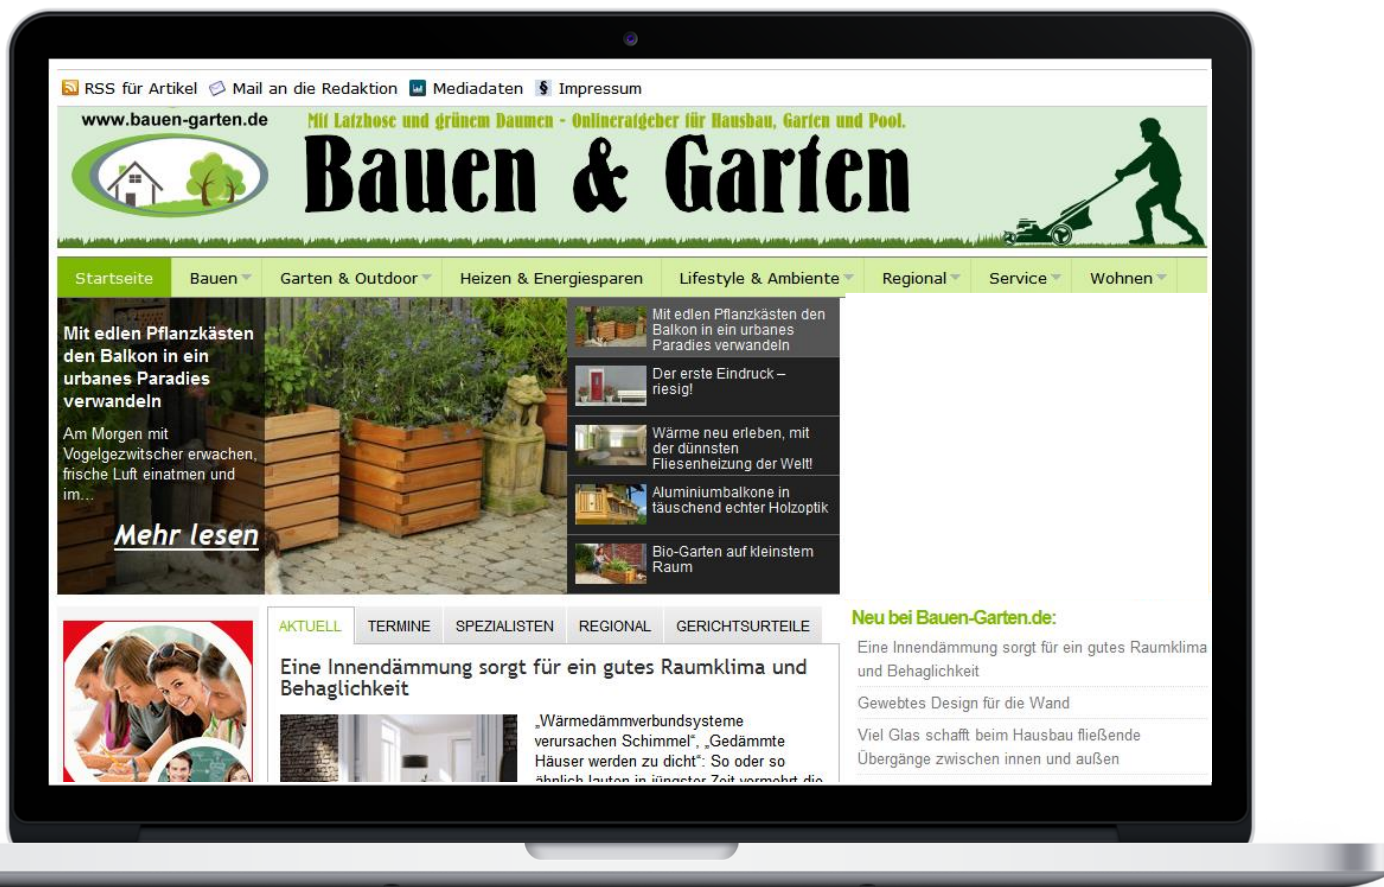 RSS für Artikel Mail an die Redaktion Mediadaten § Impressum
www.bauen-garten.de
Mit Latzhose und grünem Daumen - Onlineratgeber für Hausbau, Garten und Pool.
Bauen & Garten
Startseite Bauen Garten & Outdoor Heizen & Energiesparen Lifestyle & Ambiente Regional Service Wohnen
Mit edlen Pflanzkästen
den Balkon in ein
urbanes Paradies
verwandeln
Am Morgen mit
Vogelgezwitscher erwachen,
frische Luft einatmen und
im...
Mehr lesen
Mit edlen Pflanzkästen den
Balkon in ein urbanes
Paradies verwandeln
Der erste Eindruck –
riesig!
Wärme neu erleben, mit
der dünnsten
Fliesenheizung der Welt!
Aluminiumbalkone in
täuschend echter Holzoptik
Bio-Garten auf kleinstem
Raum
AKTUELL TERMINE SPEZIALISTEN REGIONAL GERICHTSURTEILE
Eine Innendämmung sorgt für ein gutes Raumklima und
Behaglichkeit
„Wärmedämmverbundsysteme
verursachen Schimmel“, „Gedämmte
Häuser werden zu dicht“: So oder so
ähnlich lauten in jüngster Zeit vermehrt die
Neu bei Bauen-Garten.de:
Eine Innendämmung sorgt für ein gutes Raumklima
und Behaglichkeit
Gewebtes Design für die Wand
Viel Glas schafft beim Hausbau fließende
Übergänge zwischen innen und außen